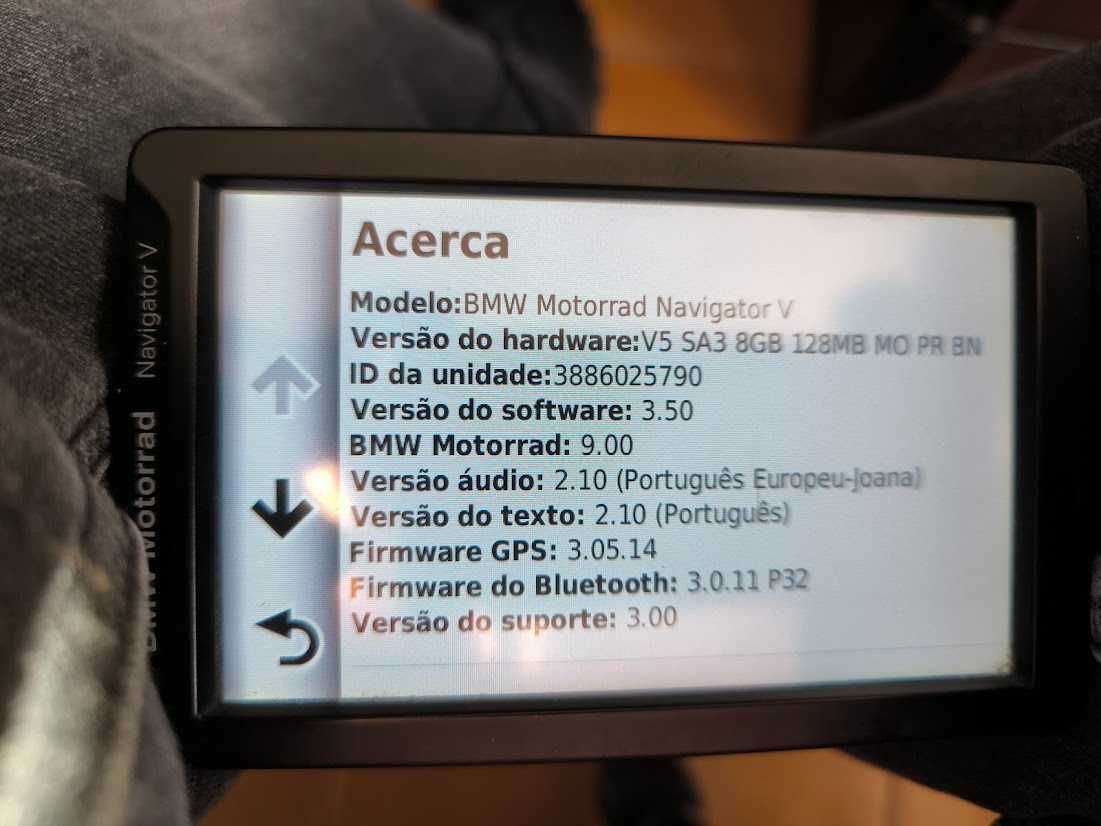 BMW Motorrad Navigator V
Acerca
Modelo:BMW Motorrad Navigator V
Versão do hardware:V5 SA3 8GB 128MB MO PR BN
ID da unidade:3886025790
Versão do software: 3.50
BMW Motorrad: 9.00
Versão áudio: 2.10 (Português Europeu-Joana)
Versão do texto: 2.10 (Português)
Firmware GPS: 3.05.14
Firmware do Bluetooth: 3.0.11 P32
Versão do suporte: 3.00